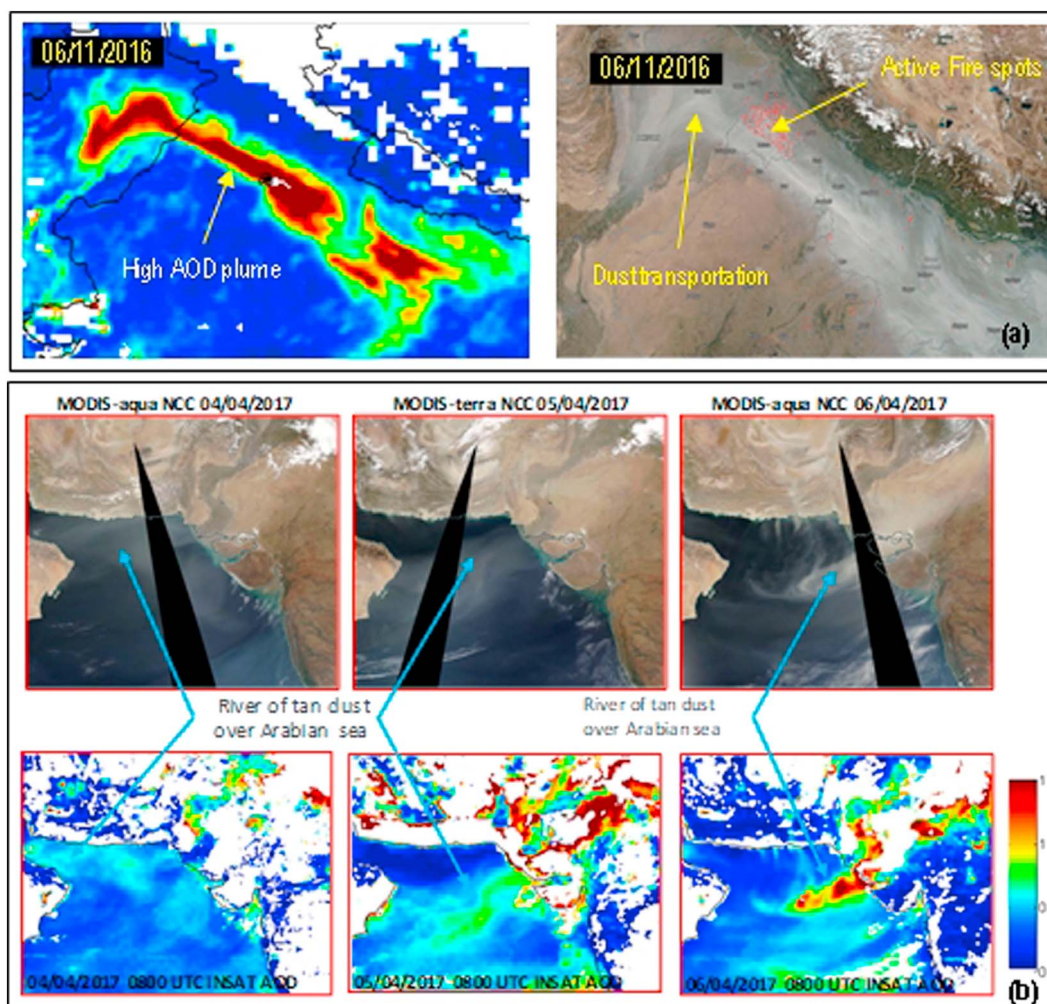 06/11/2016
High AOD plume
06/11/2016
Active Fire spots
Dust transportation
(a)
MODIS-aqua NCC 04/04/2017
MODIS-terra NCC 05/04/2017
MODIS-aqua NCC 06/04/2017
River of tan dust
over Arabian sea
River of tan dust
over Arabian sea
04/04/2017 0800 UTC INSAT AOD
05/04/2017 0800 UTC INSAT AOD
06/04/2017 0800 UTC INSAT AOD
(b)